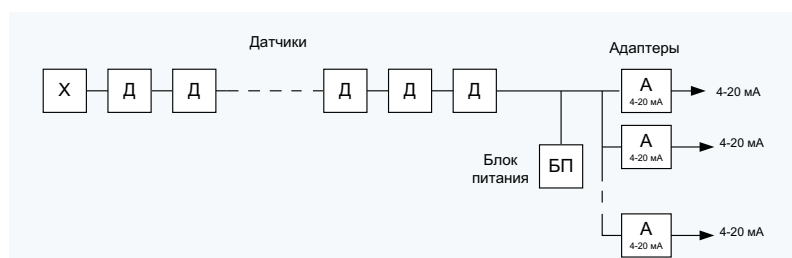 Датчики
Адаптеры
Х Д Д Д Д Д
А
4-20 мА
4-20 мА
А
4-20 мА
4-20 мА
Блок
питания
БП
А
4-20 мА
4-20 мА